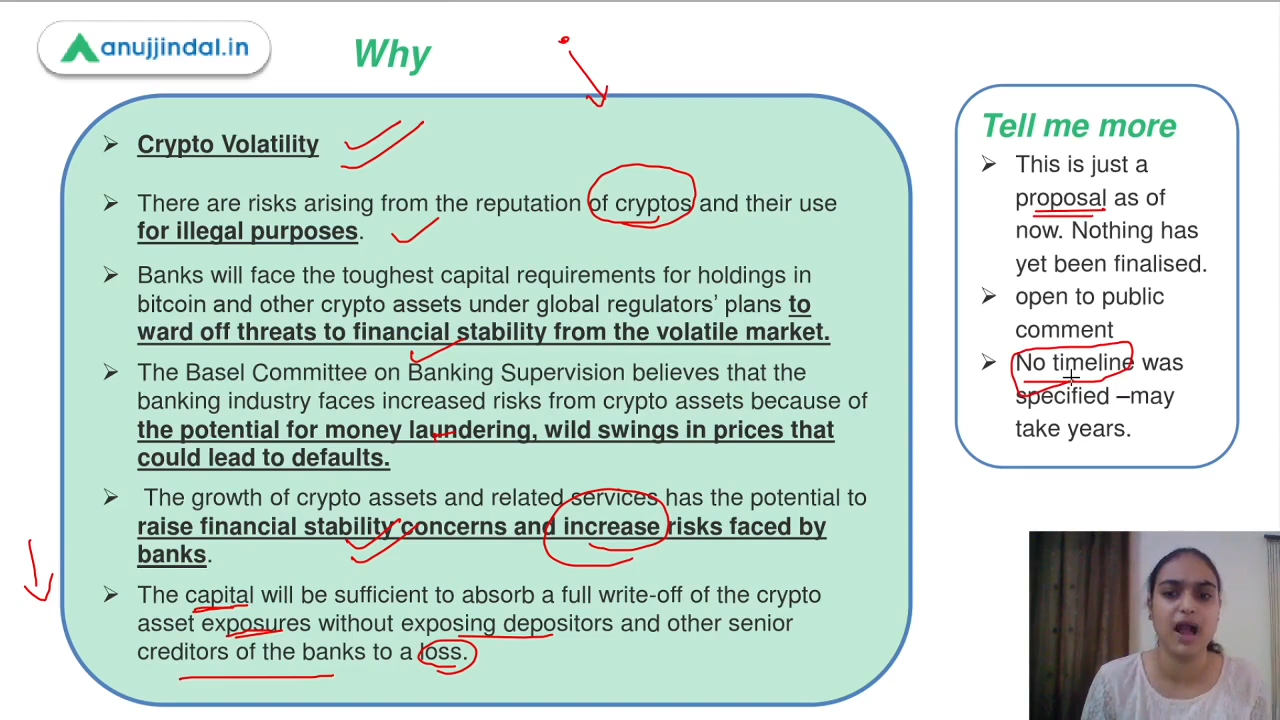 anujjindal.in
Why
➢ Crypto Volatility
➢ There are risks arising from the reputation of cryptos and their use
for illegal purposes.
➢ Banks will face the toughest capital requirements for holdings in
bitcoin and other crypto assets under global regulators’ plans to
ward off threats to financial stability from the volatile market.
➢ The Basel Committee on Banking Supervision believes that the
banking industry faces increased risks from crypto assets because of
the potential for money laundering, wild swings in prices that
could lead to defaults.
➢ The growth of crypto assets and related services has the potential to
raise financial stability concerns and increase risks faced by
banks.
➢ The capital will be sufficient to absorb a full write-off of the crypto
asset exposures without exposing depositors and other senior
creditors of the banks to a loss.
Tell me more
➢ This is just a
proposal as of
now. Nothing has
yet been finalised.
➢ open to public
comment
➢ No timeline was
specified –may
take years.